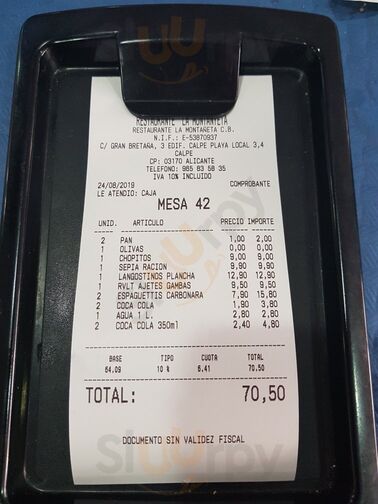 RESTAURANTE LA MONTAÑETA
RESTAURANTE LA MONTAÑETA C.B.
N.I.F.: E-53870937
C/ GRAN BRETAÑA, 3 EDIF. CALPE PLAYA LOCAL 3,4
CALPE
CP: 03170 ALICANTE
TELEFONO: 965 83 58 35
IVA 10% INCLUIDO
24/08/2019 COMPROBANTE
LE ATENDIO: CAJA
MESA 42
UNID. ARTICULO PRECIO IMPORTE
2 PAN 1,00 2,00
1 OLIVAS 0,00 0,00
1 CHOPITOS 9,00 9,00
1 SEPIA RACION 9,90 9,90
1 LANGOSTINOS PLANCHA 12,90 12,90
1 RVLT AJETES GAMBAS 9,50 9,50
2 ESPAGUETTIS CARBONARA 7,90 15,80
2 COCA COLA 1,90 3,80
1 AGUA 1 L. 2,80 2,80
2 COCA COLA 350ml 2,40 4,80
BASE TIPO CUOTA TOTAL
64.09 10 % 6.41 70.50
TOTAL: 70,50
DOCUMENTO SIN VALIDEZ FISCAL
Sluurpy
Sluurpy